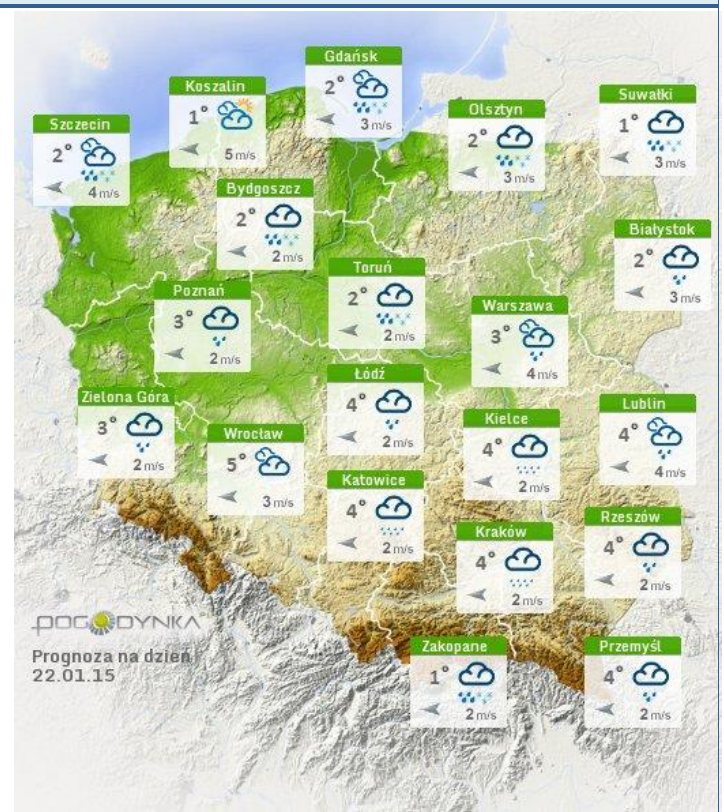 Gdańsk
2°
3 m/s
Koszalin
1°
5 m/s
Suwałki
1°
3 m/s
Olsztyn
2°
3 m/s
Szczecin
2°
4 m/s
Bydgoszcz
2°
2 m/s
Białystok
2°
3 m/s
Toruń
2°
2 m/s
Poznań
3°
2 m/s
Warszawa
3°
4 m/s
Łódź
4°
2 m/s
Zielona Góra
3°
2 m/s
Lublin
4°
4 m/s
Kielce
4°
2 m/s
Wrocław
5°
3 m/s
Katowice
4°
2 m/s
Rzeszów
4°
2 m/s
Kraków
4°
2 m/s
POGODYNKA
Prognoza na dzień
22.01.15
Zakopane
1°
2 m/s
Przemyśl
4°
2 m/s